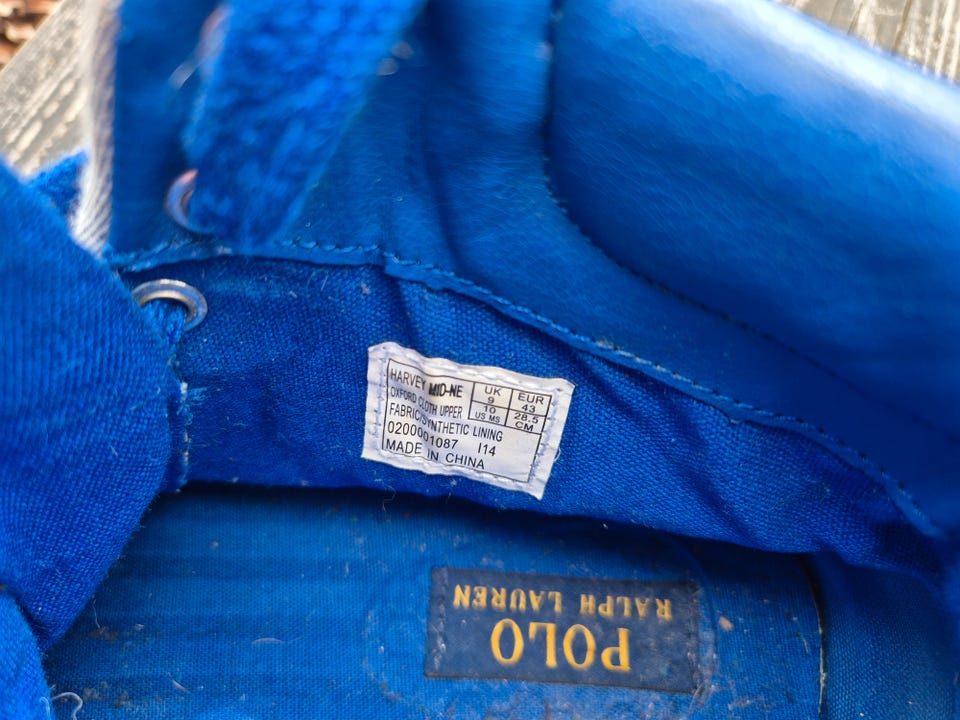 HARVEY MID-NE
OXFORD CLOTH UPPER
FABRIC/SYNTHETIC LINING
0200001087 I14
MADE IN CHINA
UK EUR
9 43
10 28.5
US MS CM
POLO
RALPH LAUREN